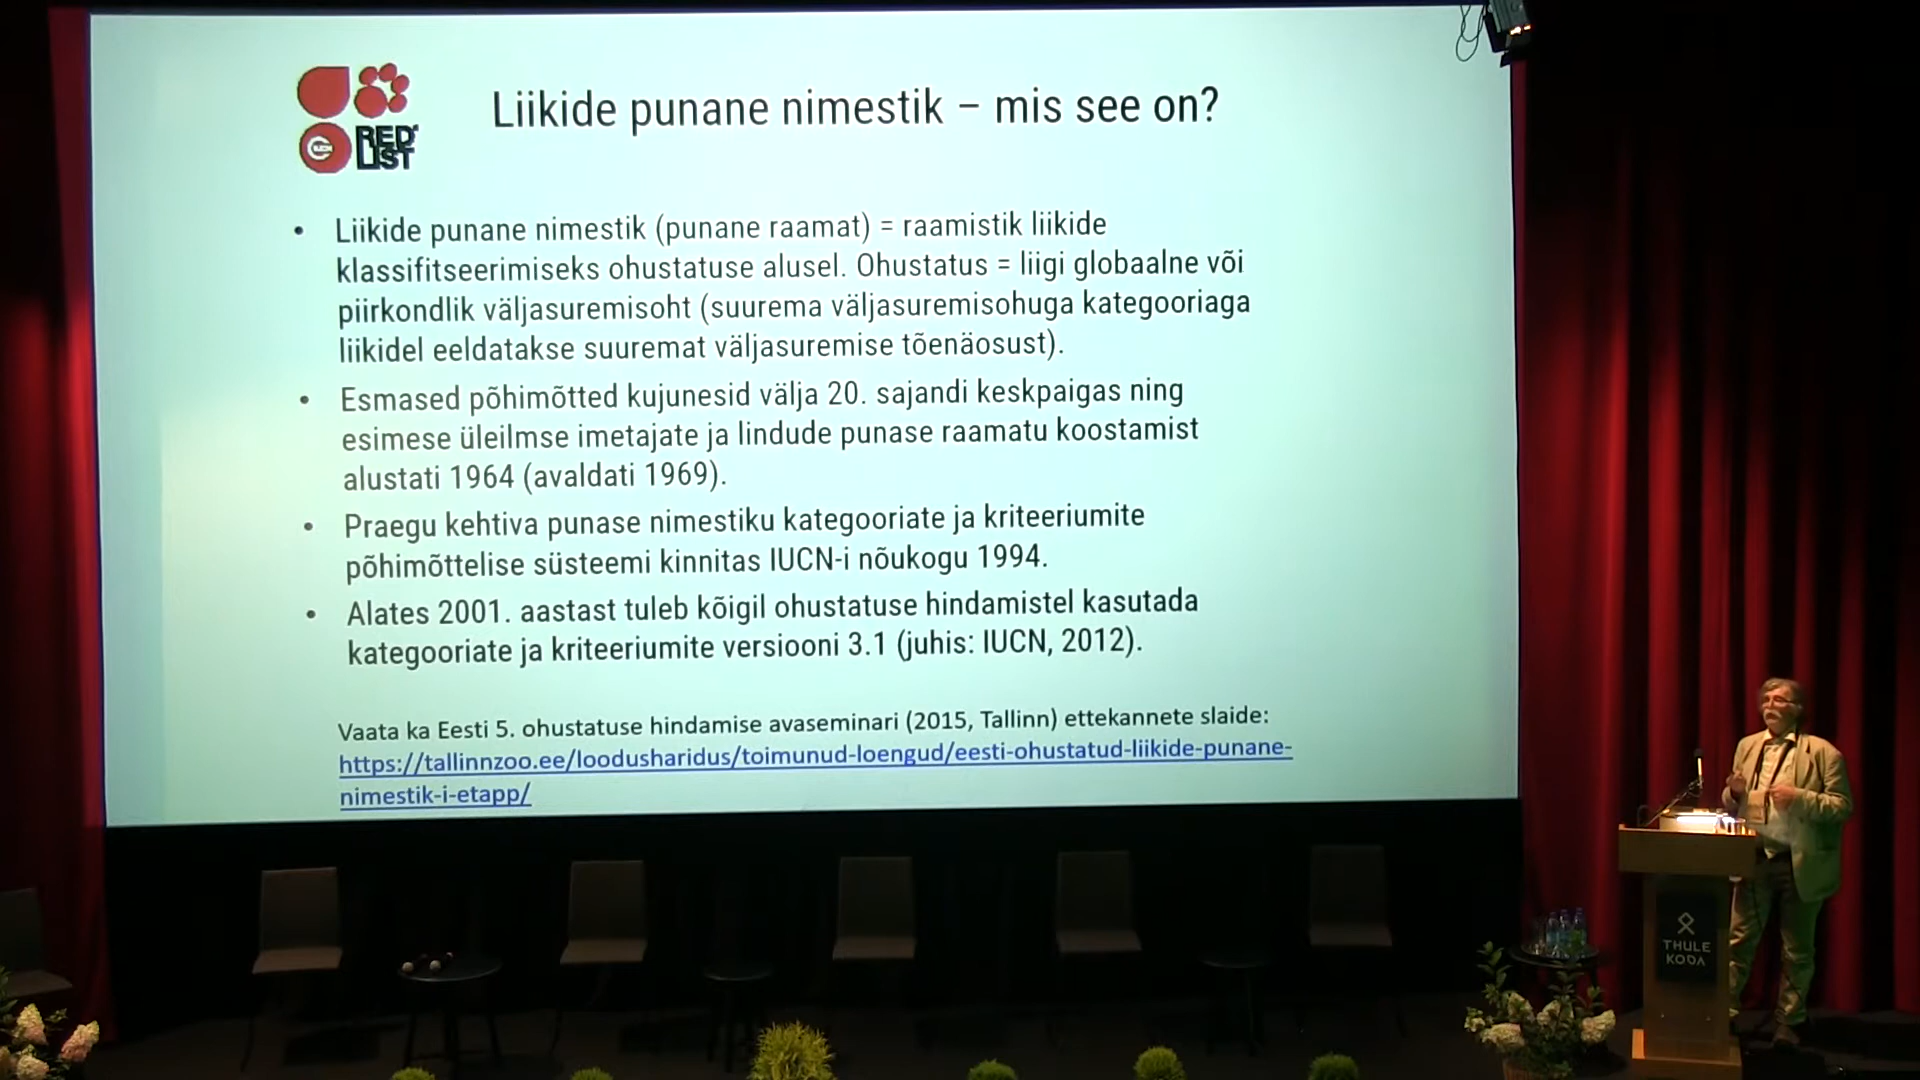 RED
LIST
Liikide punane nimestik – mis see on?
• Liikide punane nimestik (punane raamat) = raamistik liikide
klassifitseerimiseks ohustatuse alusel. Ohustatus = liigi globaalne või
piirkondlik väljasuremisoht (suurema väljasuremisohuga kategooriaga
liikidel eeldatakse suuremat väljasuremise tõenäosust).
• Esmased põhimõtted kujunesid välja 20. sajandi keskpaigas ning
esimese üleilmse imetajate ja lindude punase raamatu koostamist
alustati 1964 (avaldati 1969).
• Praegu kehtiva punase nimestiku kategooriate ja kriteeriumite
põhimõttelise süsteemi kinnitas IUCN-i nõukogu 1994.
• Alates 2001. aastast tuleb kõigil ohustatuse hindamistel kasutada
kategooriate ja kriteeriumite versiooni 3.1 (juhis: IUCN, 2012).
Vaata ka Eesti 5. ohustatuse hindamise avaseminari (2015, Tallinn) ettekannete slaide:
https://tallinnzoo.ee/loodusharidus/toimunud-loengud/eesti-ohustatud-liikide-punane-
nimestik-i-etapp/
THULE
KODA